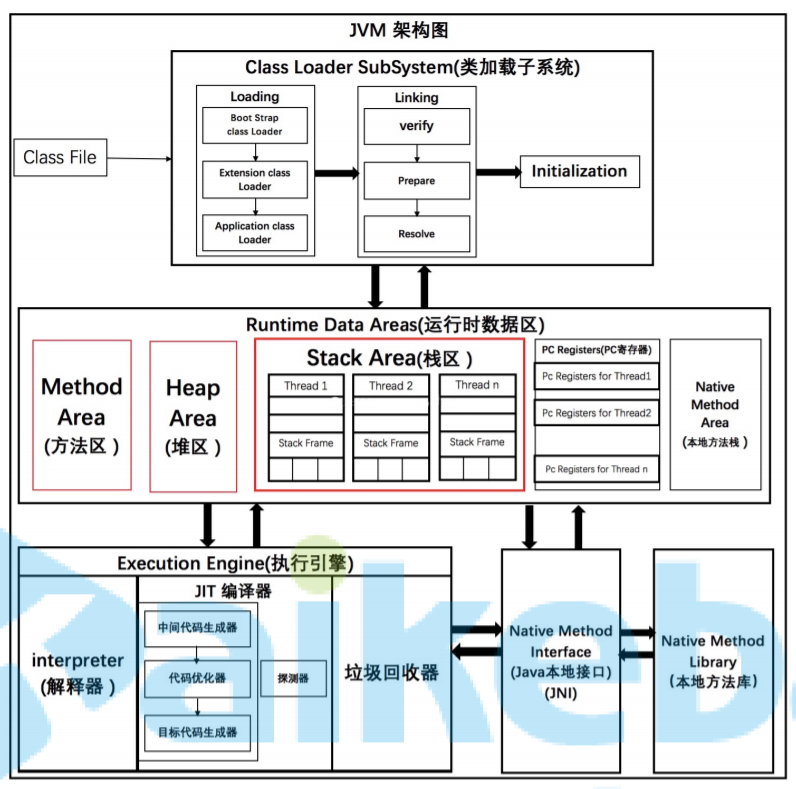 JVM 架构图
Class Loader SubSystem(类加载子系统)
Loading
Boot Strap
class Loader
Extension class
Loader
Application class
Loader
Linking
verify
Prepare
Resolve
Initialization
Class File
Runtime Data Areas(运行时数据区)
Method
Area
(方法区 )
Heap
Area
(堆区 )
Stack Area(栈区 )
Thread 1
Stack Frame
Thread 2
Stack Frame
Thread n
Stack Frame
PC Registers(PC寄存器)
Pc Registers for Thread1
Pc Registers for Thread2
Pc Registers for Thread n
Native
Method
Area
(本地方法栈 )
Execution Engine(执行引擎)
interpreter
(解释器 )
JIT 编译器
中间代码生成器
代码优化器
目标代码生成器
探测器
垃圾回收器
Native Method
Interface
(Java本地接口)
(JNI)
Native Method
Library
(本地方法库)
aikeb